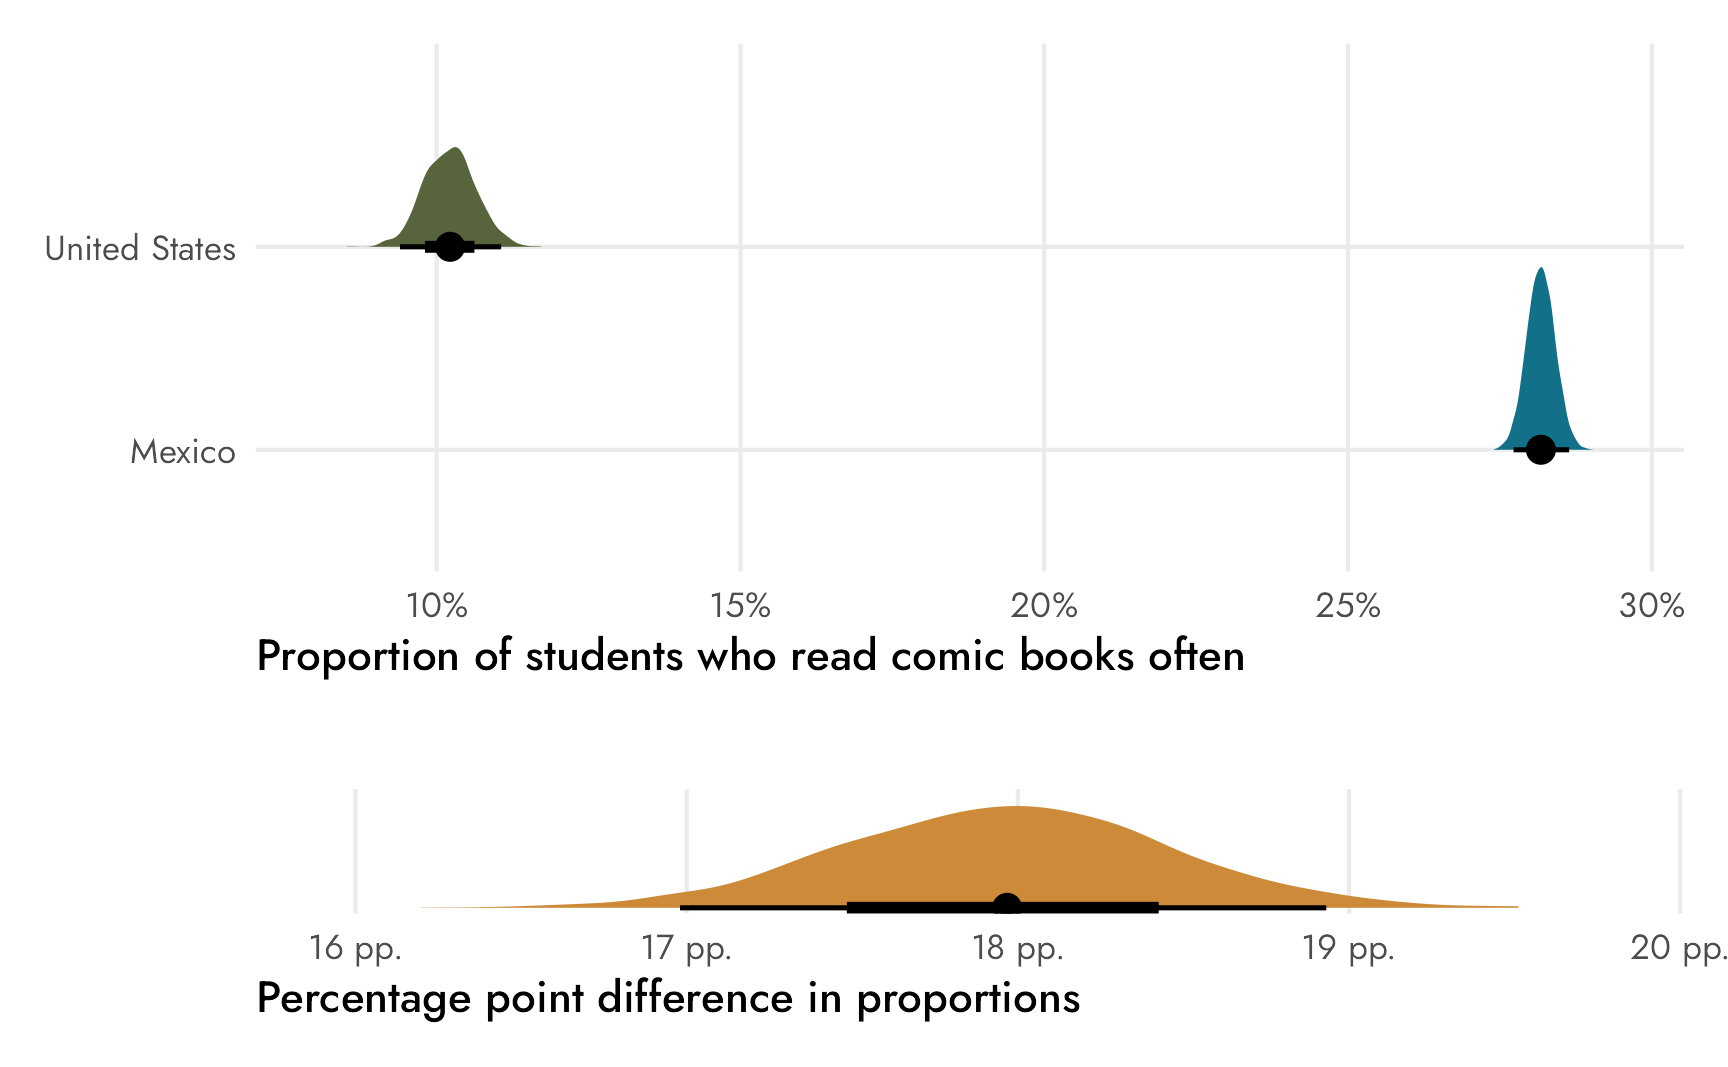 United States
Mexico
10% 15% 20% 25% 30%
Proportion of students who read comic books often
16 pp. 17 pp. 18 pp. 19 pp. 20 pp.
Percentage point difference in proportions